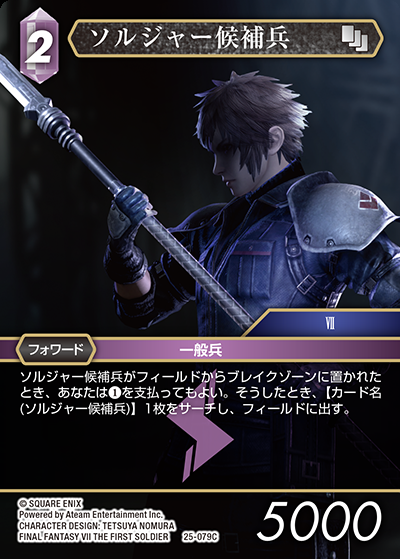 2
ソルジャー候補兵
VII
フォワード
一般兵
ソルジャー候補兵がフィールドからブレイクゾーンに置かれた
とき、あなたは❶を支払ってもよい。そうしたとき、【カード名
(ソルジャー候補兵)】1枚をサーチし、フィールドに出す。
© SQUARE ENIX
Powered by Ateam Entertainment Inc.
CHARACTER DESIGN: TETSUYA NOMURA
FINAL FANTASY VII THE FIRST SOLDIER
25-079C
5000